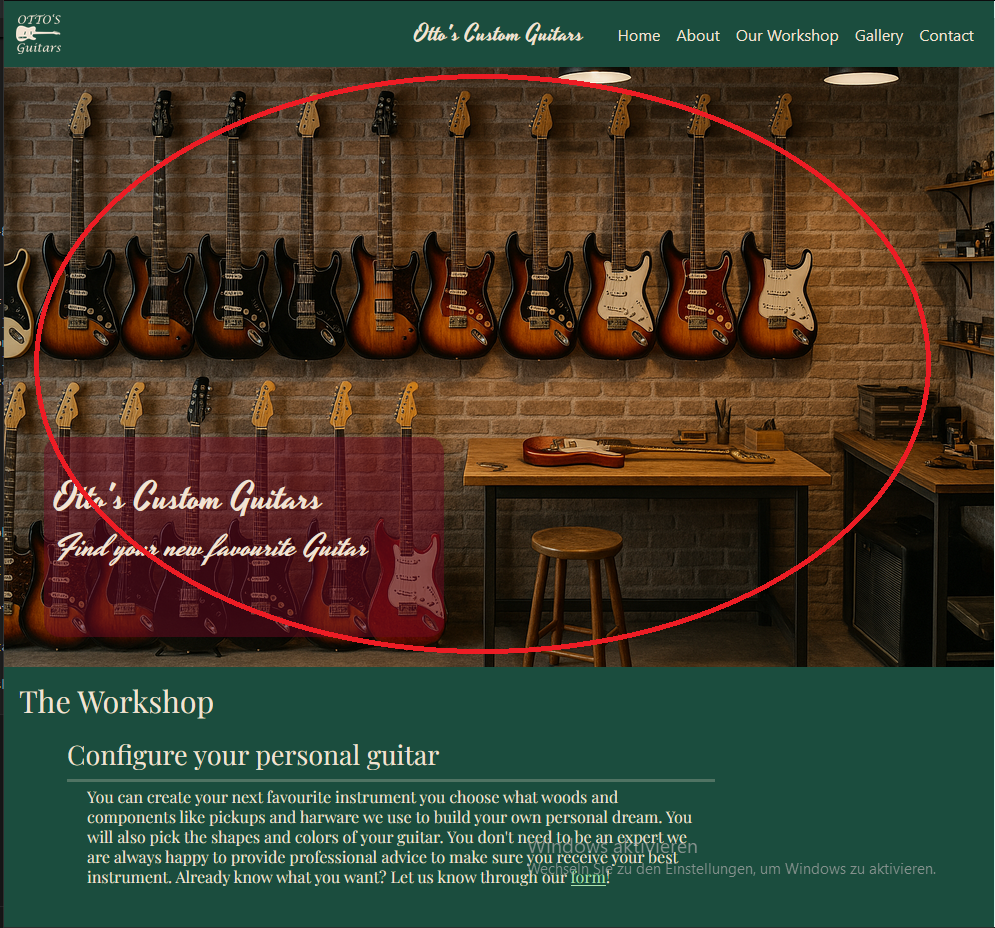 OTTO'S
Guitars
Otto's Custom Guitars
Home About Our Workshop Gallery Contact
Otto's Custom Guitars
Find your new favourite Guitar
The Workshop
Configure your personal guitar
You can create your next favourite instrument you choose what woods and
components like pickups and harware we use to build your own personal dream. You
will also pick the shapes and colors of your guitar. You don't need to be an expert we
are always happy to provide professional advice to make sure you receive your best
instrument. Already know what you want? Let us know through our form!
Windows aktivieren
Wechseln Sie zu den Einstellungen, um Windows zu aktivieren.